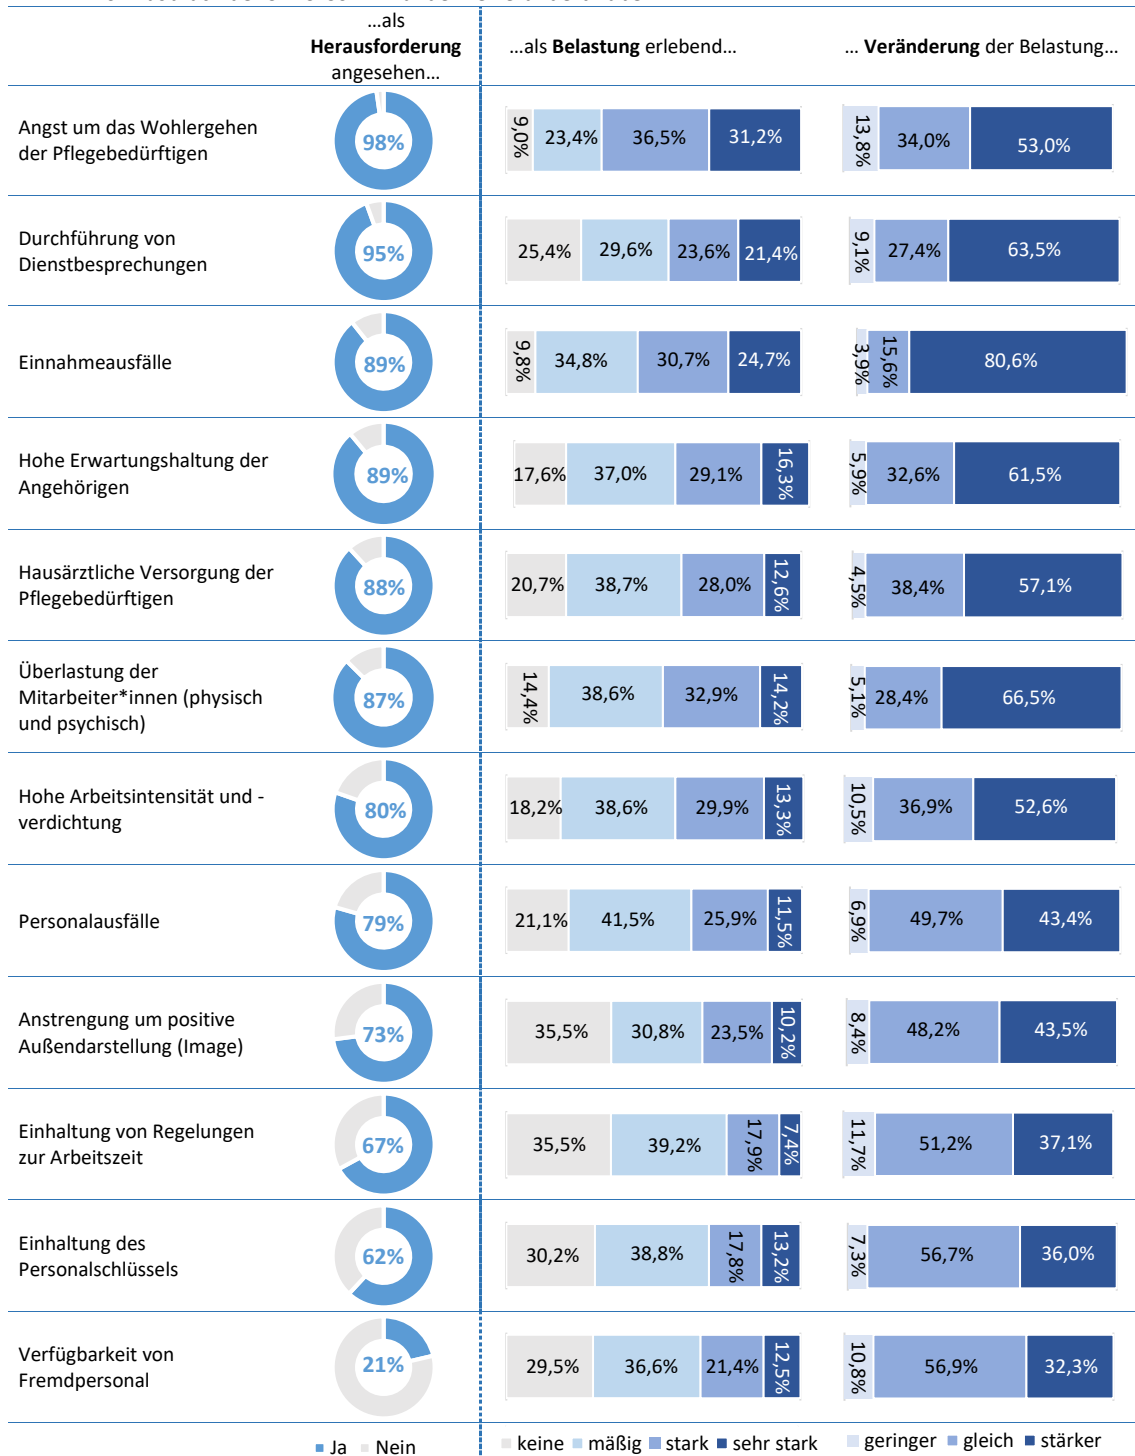 ...als
Herausforderung
angesehen...
...als Belastung erlebend...
... Veränderung der Belastung...
Angst um das Wohlergehen
der Pflegebedürftigen
98%
9,0% 23,4% 36,5% 31,2%
13,8% 34,0% 53,0%
Durchführung von
Dienstbesprechungen
95%
25,4% 29,6% 23,6% 21,4%
9,1% 27,4% 63,5%
Einnahmeausfälle
89%
9,8% 34,8% 30,7% 24,7%
3,9% 15,6% 80,6%
Hohe Erwartungshaltung der
Angehörigen
89%
17,6% 37,0% 29,1% 16,3%
5,9% 32,6% 61,5%
Hausärztliche Versorgung der
Pflegebedürftigen
88%
20,7% 38,7% 28,0% 12,6%
4,5% 38,4% 57,1%
Überlastung der
Mitarbeiter*innen (physisch
und psychisch)
87%
14,4% 38,6% 32,9% 14,2%
5,1% 28,4% 66,5%
Hohe Arbeitsintensität und -
verdichtung
80%
18,2% 38,6% 29,9% 13,3%
10,5% 36,9% 52,6%
Personalausfälle
79%
21,1% 41,5% 25,9% 11,5%
6,9% 49,7% 43,4%
Anstrengung um positive
Außendarstellung (Image)
73%
35,5% 30,8% 23,5% 10,2%
8,4% 48,2% 43,5%
Einhaltung von Regelungen
zur Arbeitszeit
67%
35,5% 39,2% 17,9% 7,4%
11,7% 51,2% 37,1%
Einhaltung des
Personalschlüssels
62%
30,2% 38,8% 17,8% 13,2%
7,3% 56,7% 36,0%
Verfügbarkeit von
Fremdpersonal
21%
29,5% 36,6% 21,4% 12,5%
10,8% 56,9% 32,3%
Ja Nein
keine mäßig stark sehr stark
geringer gleich stärker